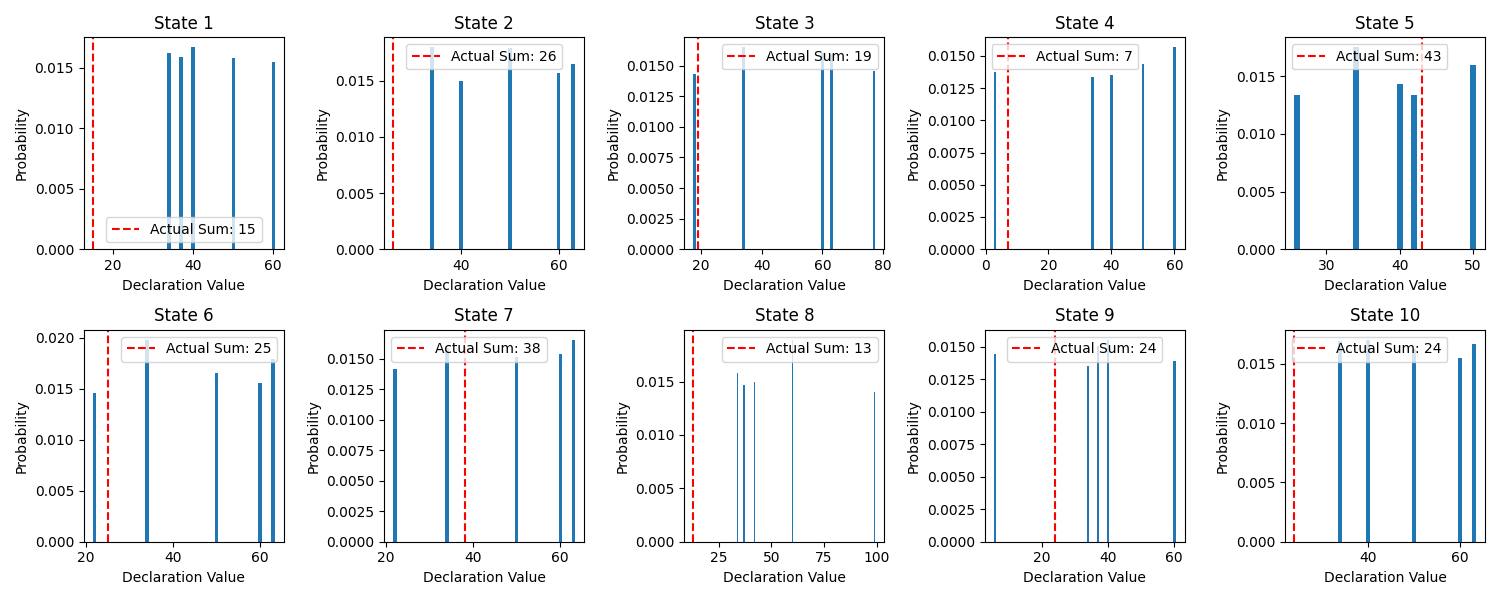 State 1
State 2
State 3
State 4
State 5
Probability
0.015
0.010
0.005
0.000
Actual Sum: 15
20
40
60
Declaration Value
Probability
0.015
0.010
0.005
0.000
Actual Sum: 26
40
60
Declaration Value
Probability
0.0150
0.0125
0.0100
0.0075
0.0050
0.0025
0.0000
Actual Sum: 19
20
40
60
80
Declaration Value
Probability
0.0150
0.0125
0.0100
0.0075
0.0050
0.0025
0.0000
Actual Sum: 7
0
20
40
60
Declaration Value
Probability
0.015
0.010
0.005
0.000
Actual Sum: 43
30
40
50
Declaration Value
State 6
State 7
State 8
State 9
State 10
Probability
0.020
0.015
0.010
0.005
0.000
Actual Sum: 25
20
40
60
Declaration Value
Probability
0.0150
0.0125
0.0100
0.0075
0.0050
0.0025
0.0000
Actual Sum: 38
20
40
60
Declaration Value
Probability
0.015
0.010
0.005
0.000
Actual Sum: 13
25
50
75
100
Declaration Value
Probability
0.0150
0.0125
0.0100
0.0075
0.0050
0.0025
0.0000
Actual Sum: 24
20
40
60
Declaration Value
Probability
0.015
0.010
0.005
0.000
Actual Sum: 24
40
60
Declaration Value